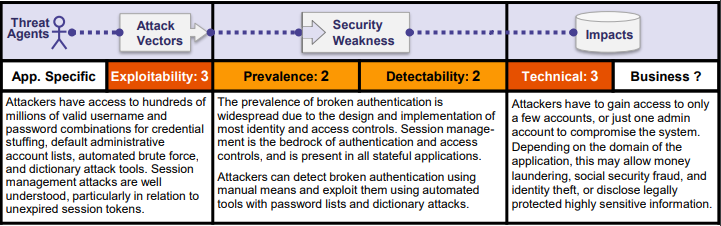 Threat
Agents
Attack
Vectors
Security
Weakness
Impacts
App. Specific
Exploitability: 3
Prevalence: 2
Detectability: 2
Technical: 3
Business ?
Attackers have access to hundreds of
millions of valid username and
password combinations for credential
stuffing, default administrative
account lists, automated brute force,
and dictionary attack tools. Session
management attacks are well
understood, particularly in relation to
unexpired session tokens.
The prevalence of broken authentication is
widespread due to the design and implementation of
most identity and access controls. Session manage-
ment is the bedrock of authentication and access
controls, and is present in all stateful applications.
Attackers can detect broken authentication using
manual means and exploit them using automated
tools with password lists and dictionary attacks.
Attackers have to gain access to only
a few accounts, or just one admin
account to compromise the system.
Depending on the domain of the
application, this may allow money
laundering, social security fraud, and
identity theft, or disclose legally
protected highly sensitive information.